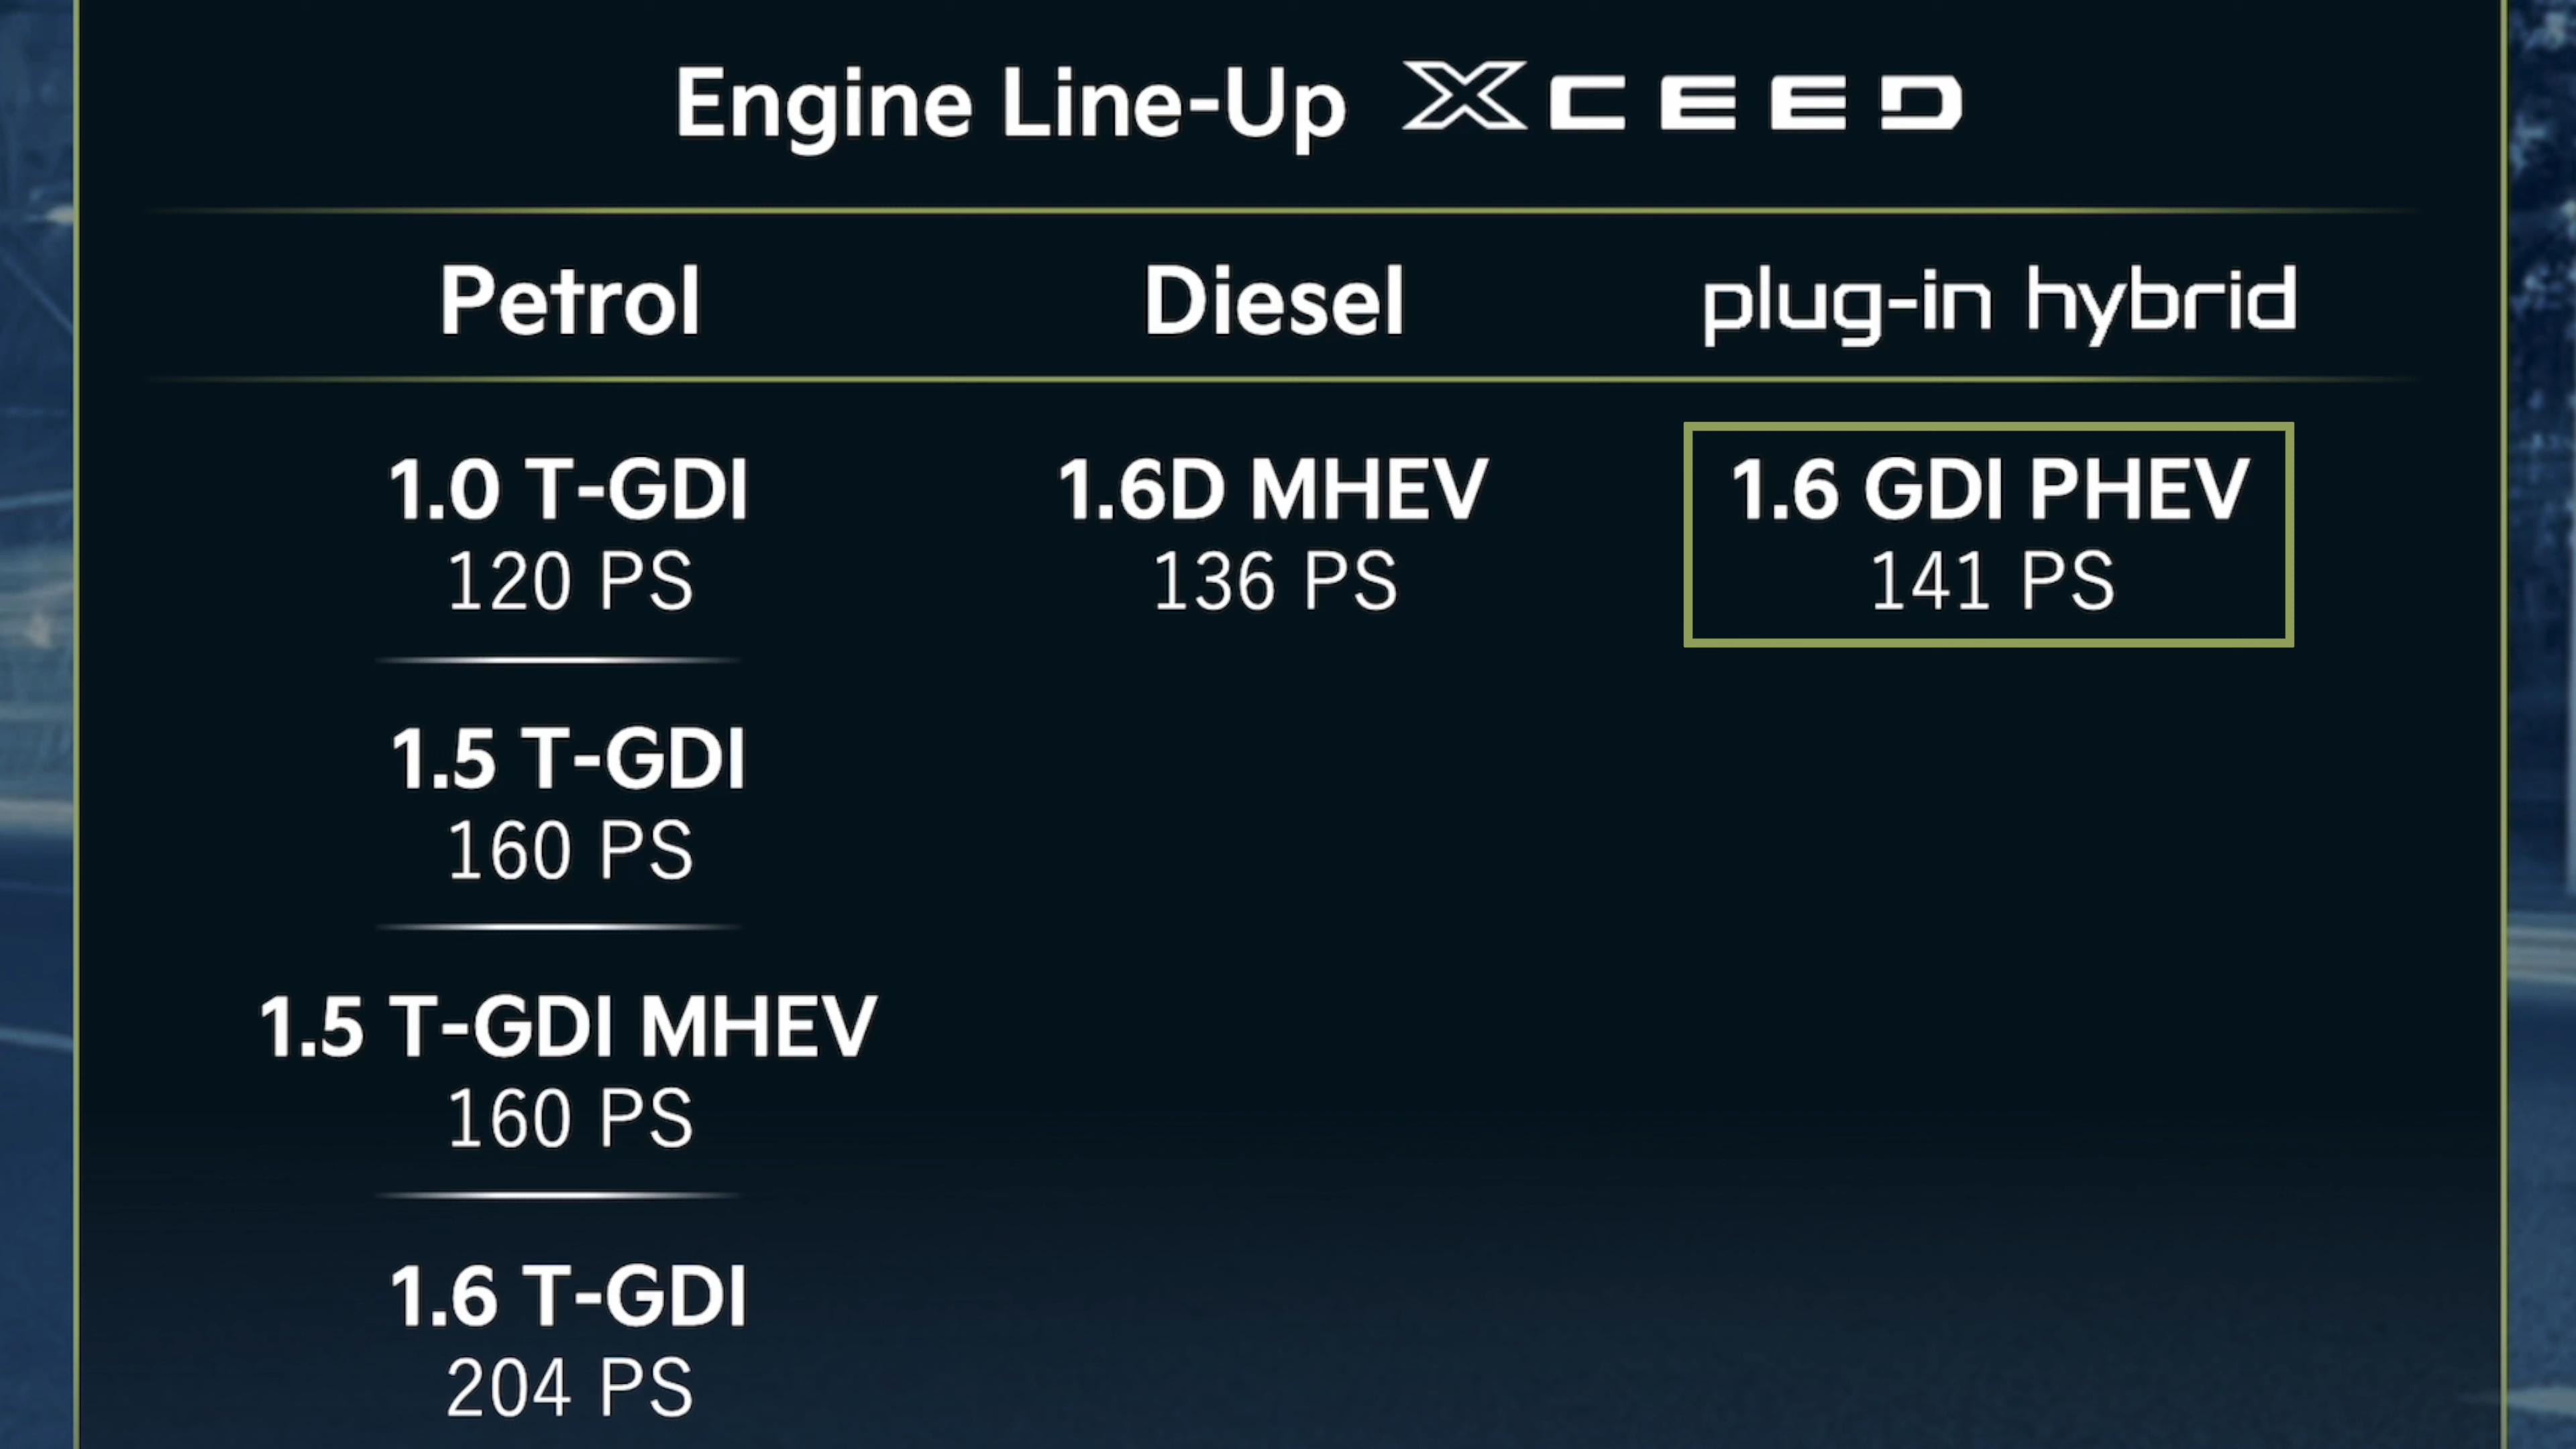 Engine Line-Up XCEED
Petrol
Diesel
plug-in hybrid
1.0 T-GDI
120 PS
1.5 T-GDI
160 PS
1.5 T-GDI MHEV
160 PS
1.6 T-GDI
204 PS
1.6D MHEV
136 PS
1.6 GDI PHEV
141 PS